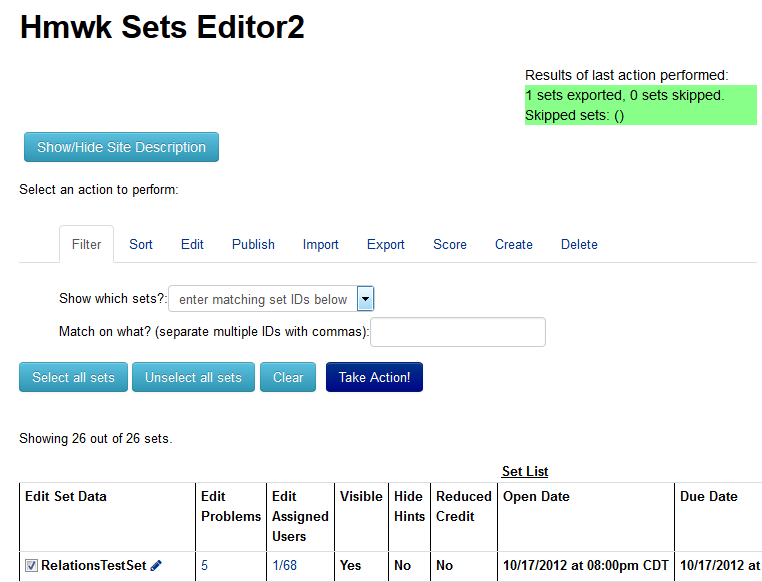 Hmwk Sets Editor2
Results of last action performed:
1 sets exported, 0 sets skipped.
Skipped sets: ()
Show/Hide Site Description
Select an action to perform:
Filter Sort Edit Publish Import Export Score Create Delete
Show which sets?: enter matching set IDs below
Match on what? (separate multiple IDs with commas):
Select all sets Unselect all sets Clear Take Action!
Showing 26 out of 26 sets.
Set List
Edit Set Data Edit Edit Visible Hide Reduced Open Date Due Date
Problems Assigned Hints Credit
Users
RelationsTestSet 5 1/68 Yes No No 10/17/2012 at 08:00pm CDT 10/17/2012 at